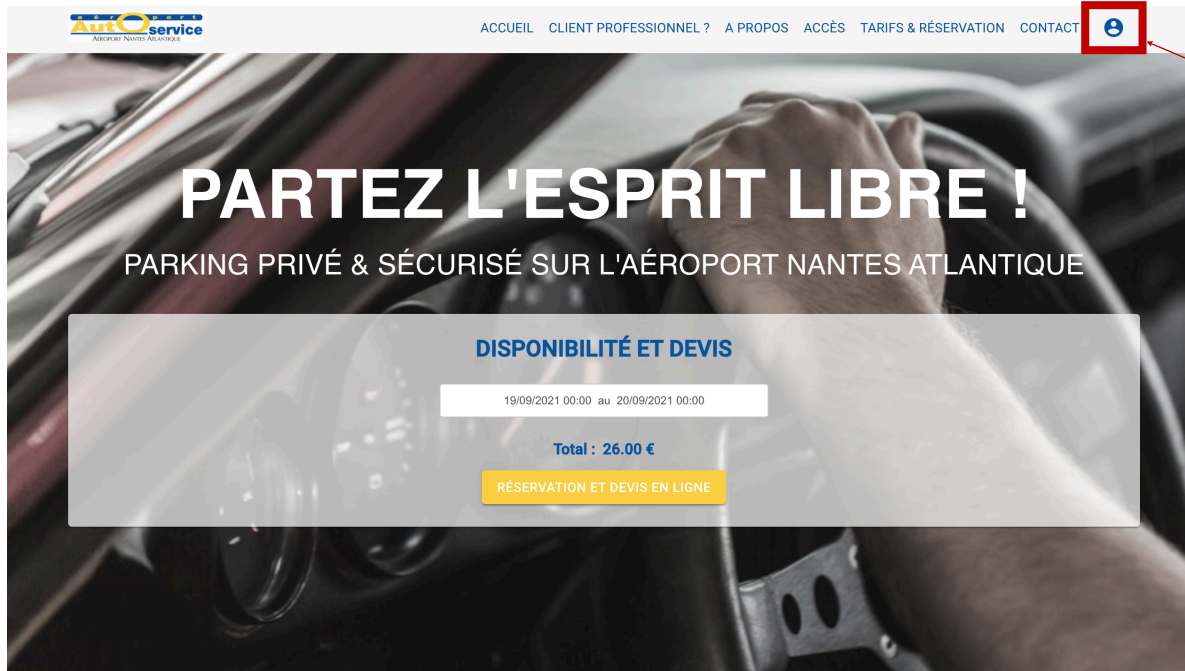 aéroport
AutOservice
AÉROPORT NANTES ATLANTIQUE
ACCUEIL CLIENT PROFESSIONNEL ? A PROPOS ACCÈS TARIFS & RÉSERVATION CONTACT
PARTEZ L'ESPRIT LIBRE !
PARKING PRIVÉ & SÉCURISÉ SUR L'AÉROPORT NANTES ATLANTIQUE
DISPONIBILITÉ ET DEVIS
19/09/2021 00:00 au 20/09/2021 00:00
Total : 26.00 €
RÉSERVATION ET DEVIS EN LIGNE